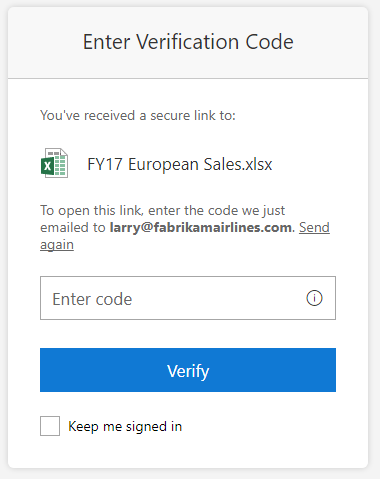 Enter Verification Code
You've received a secure link to:
FY17 European Sales.xlsx
To open this link, enter the code we just
emailed to larry@fabrikamairlines.com. Send
again
Enter code
Verify
Keep me signed in